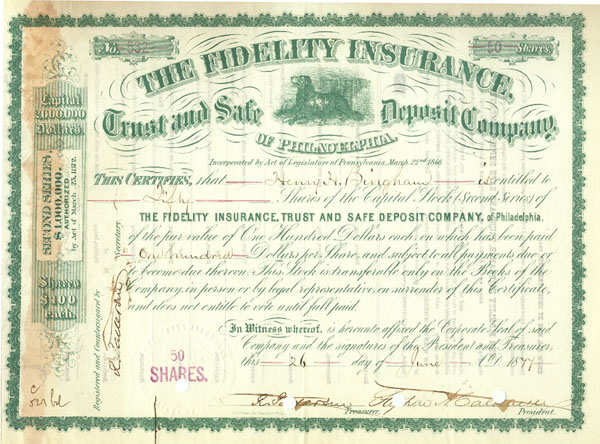 No. 632
50 Shares
THE FIDELITY INSURANCE,
Trust and Safe Deposit Company,
OF PHILADELPHIA.
Incorporated by Act of Legislature of Pennsylvania, March 22nd 1866.
THIS CERTIFIES, that Henry H. Bingham is entitled to
Fifty Shares of the Capital Stock (Second Series) of
THE FIDELITY INSURANCE, TRUST AND SAFE DEPOSIT COMPANY, of Philadelphia.
of the par value of One Hundred Dollars each on which has been paid
One hundred Dollars per Share, and subject to all payments due or
to become due thereon. This Stock is transferable only on the Books of the
Company, in person or by legal representative, on surrender of this Certificate,
and does not entitle to vote until full paid.
In Witness whereof, is hereunto affixed the Corporate Seal of said
Company and the signatures of the President and Treasurer,
this 26 day of June A.D. 1877
R. Patterson
Treasurer.
President.
Capital
2,000,000
Dollars.
SECOND SERIES
$1,000,000.
AUTHORIZED
by Act of March 25, 1872.
Shares
$100
each.
Registered and Countersigned by
R. Patterson
Secretary
50
SHARES.